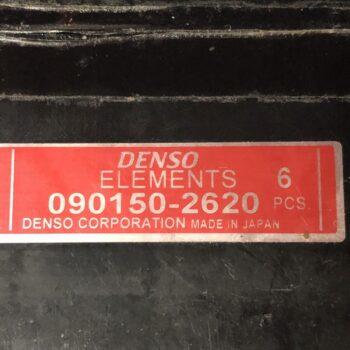 DENSO
ELEMENTS 6
090150-2620 PCS.
DENSO CORPORATION MADE IN JAPAN